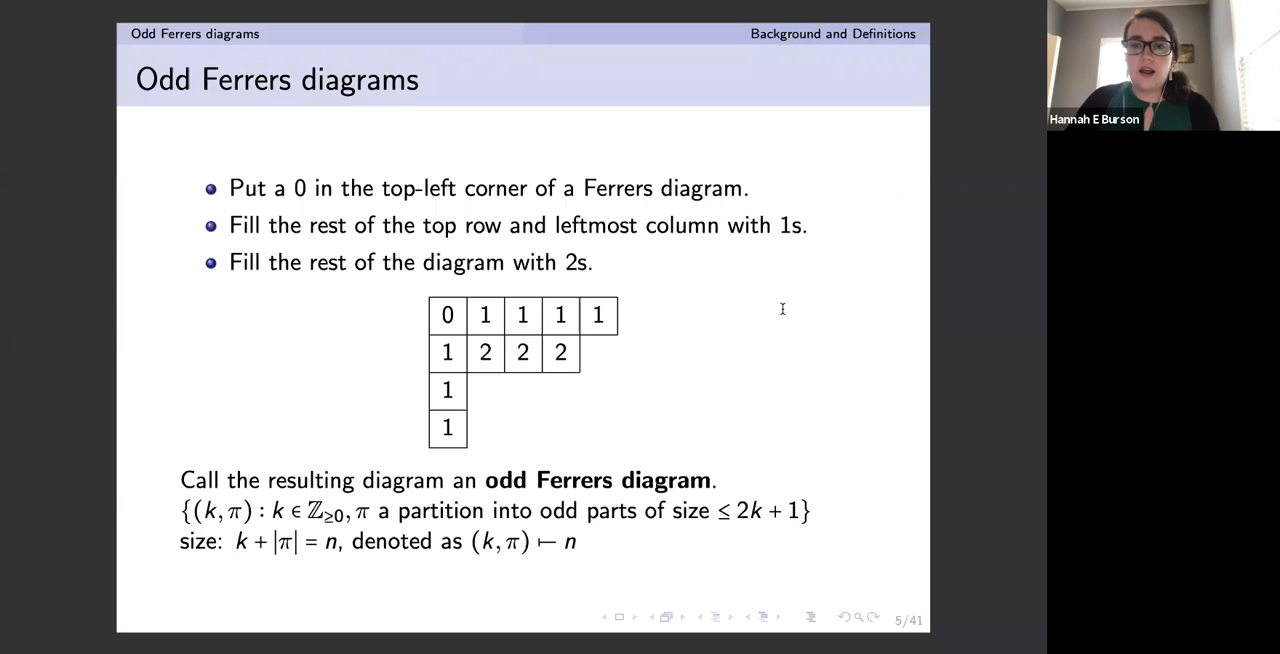 Odd Ferrers diagrams Background and Definitions
Odd Ferrers diagrams
Put a 0 in the top-left corner of a Ferrers diagram.
Fill the rest of the top row and leftmost column with 1s.
Fill the rest of the diagram with 2s.
0 1 1 1 1
1 2 2 2
1
1
Call the resulting diagram an odd Ferrers diagram.
{(k, π) : k ∈ ℤ≥0, π a partition into odd parts of size ≤ 2k + 1}
size: k + |π| = n, denoted as (k, π) ⊢ n
5/41
Hannah E Burson